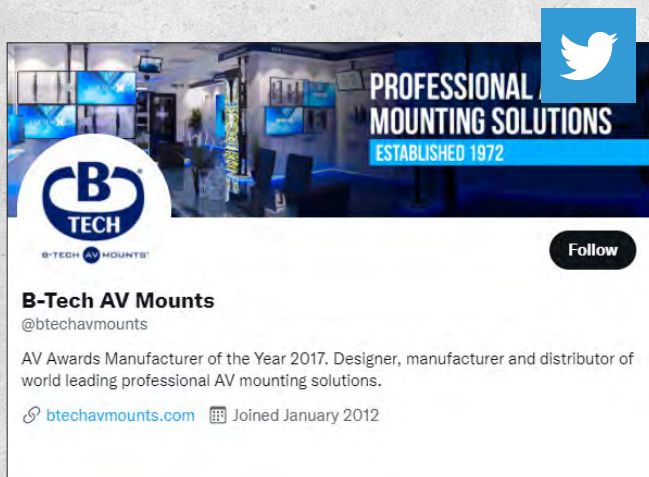 PROFESSIONAL
MOUNTING SOLUTIONS
ESTABLISHED 1972
B
TECH
B-TECH AV MOUNTS
Follow
B-Tech AV Mounts
@btechavmounts
AV Awards Manufacturer of the Year 2017. Designer, manufacturer and distributor of
world leading professional AV mounting solutions.
btechavmounts.com Joined January 2012